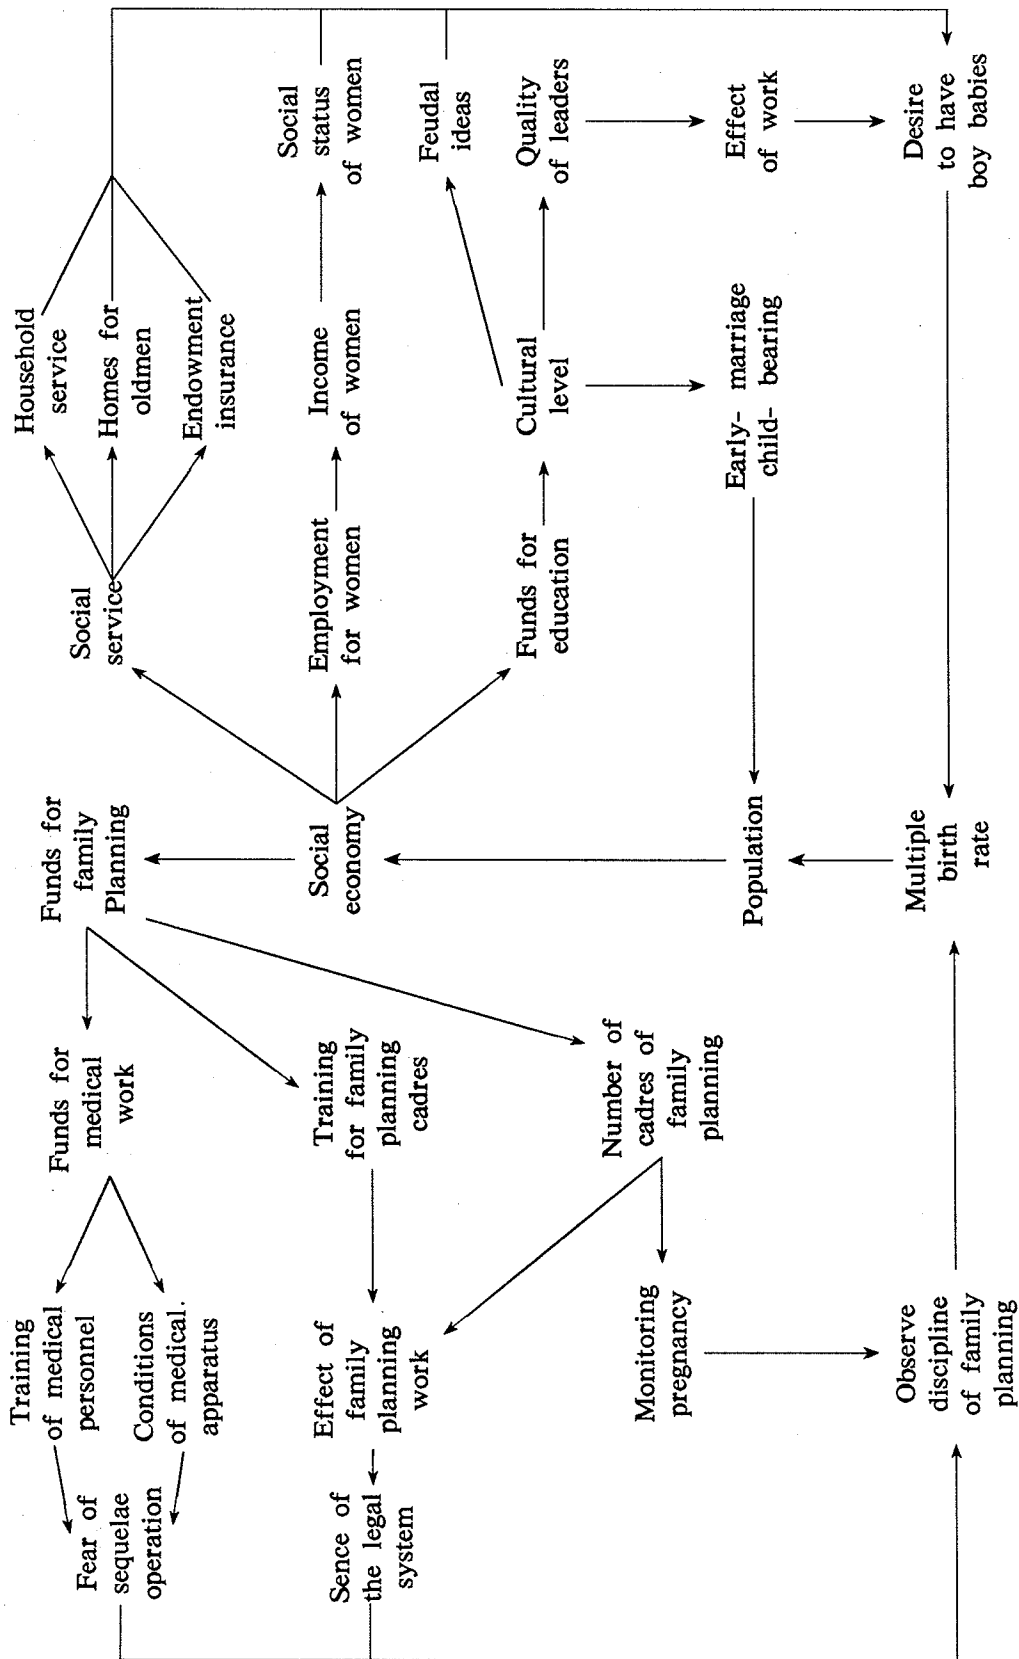 Fear of
sequelae
operation
Training
of medical
personnel
Conditions
of medical.
apparatus
Funds for
medical
work
Funds for
family
Planning
Social
service
Household
service
Homes for
oldmen
Endowment
insurance
Sence of
the legal
system
Effect of
family
planning
work
Training
for family
planning
cadres
Social
economy
Employment
for women
Income
of women
Social
status
of women
Feudal
ideas
Funds for
education
Cultural
level
Quality
of leaders
Monitoring
pregnancy
Number of
cadres of
family
planning
Population
Early- marriage
child- bearing
Effect
of work
Observe
discipline
of family
planning
Multiple
birth
rate
Desire
to have
boy babies